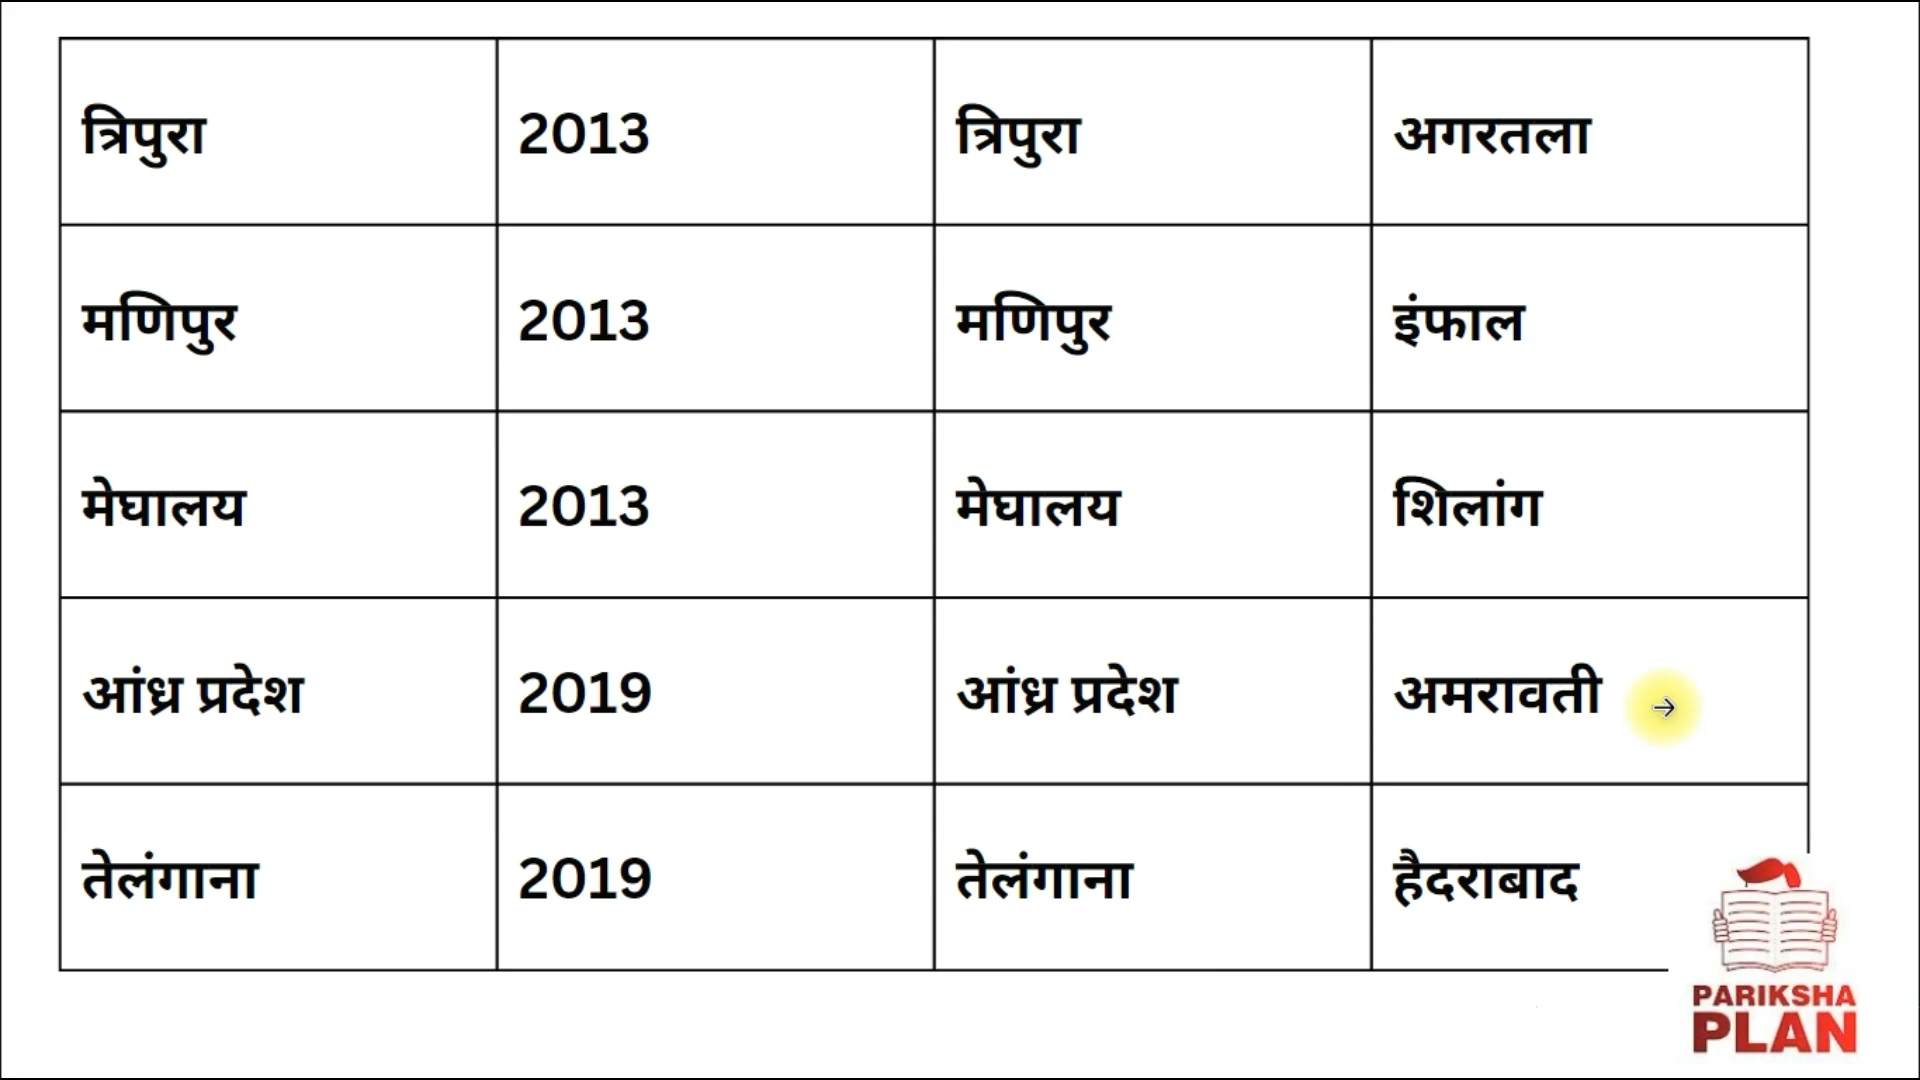 त्रिपुरा 2013 त्रिपुरा अगरतला
मणिपुर 2013 मणिपुर इंफाल
मेघालय 2013 मेघालय शिलांग
आंध्र प्रदेश 2019 आंध्र प्रदेश अमरावती
तेलंगाना 2019 तेलंगाना हैदराबाद
PARIKSHA
PLAN